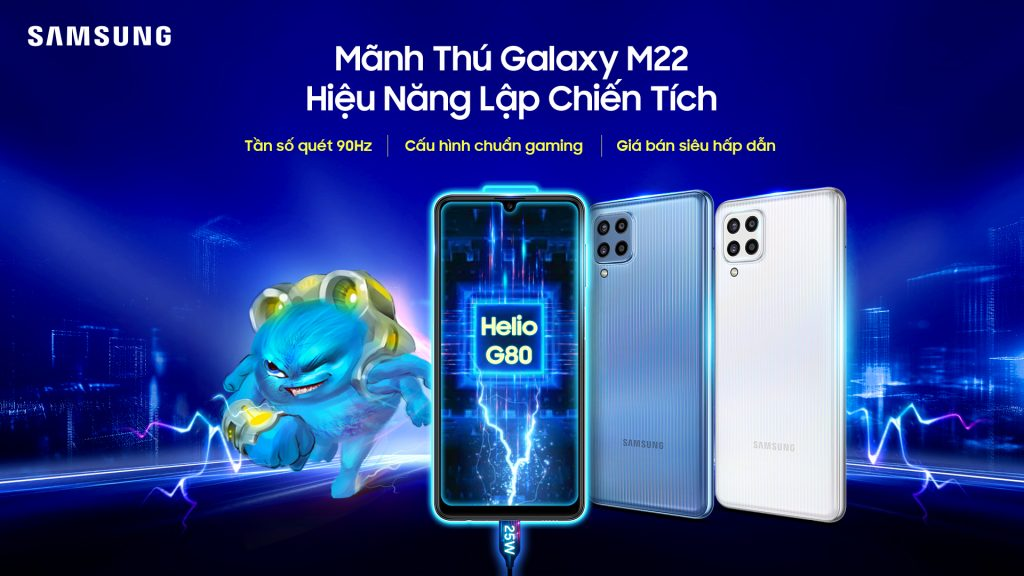 SAMSUNG
Mãnh Thú Galaxy M22
Hiệu Năng Lập Chiến Tích
Tần số quét 90Hz | Cấu hình chuẩn gaming | Giá bán siêu hấp dẫn
Helio
G80
SAMSUNG
SAMSUNG
25W